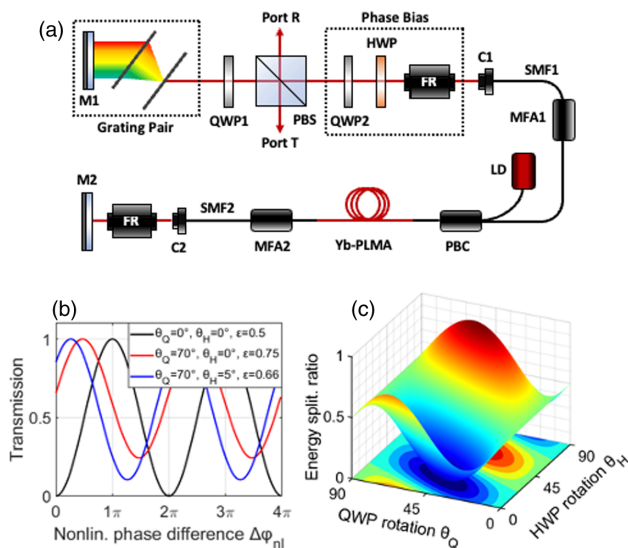 (a)
Port R
Phase Bias
HWP
FR
C1
SMF1
M1
QWP1
PBS
QWP2
MFA1
Grating Pair
Port T
LD
M2
FR
SMF2
C2
MFA2
Yb-PLMA
PBC
(b)
(c)
θQ=0°, θH=0°, ε=0.5
θQ=70°, θH=0°, ε=0.75
θQ=70°, θH=5°, ε=0.66
Transmission
1
0.5
0
0
1π
2π
3π
4π
Nonlin. phase difference Δφnl
Energy split. ratio
1
0.5
0
90
45
0
QWP rotation θQ
0
45
90
HWP rotation θH